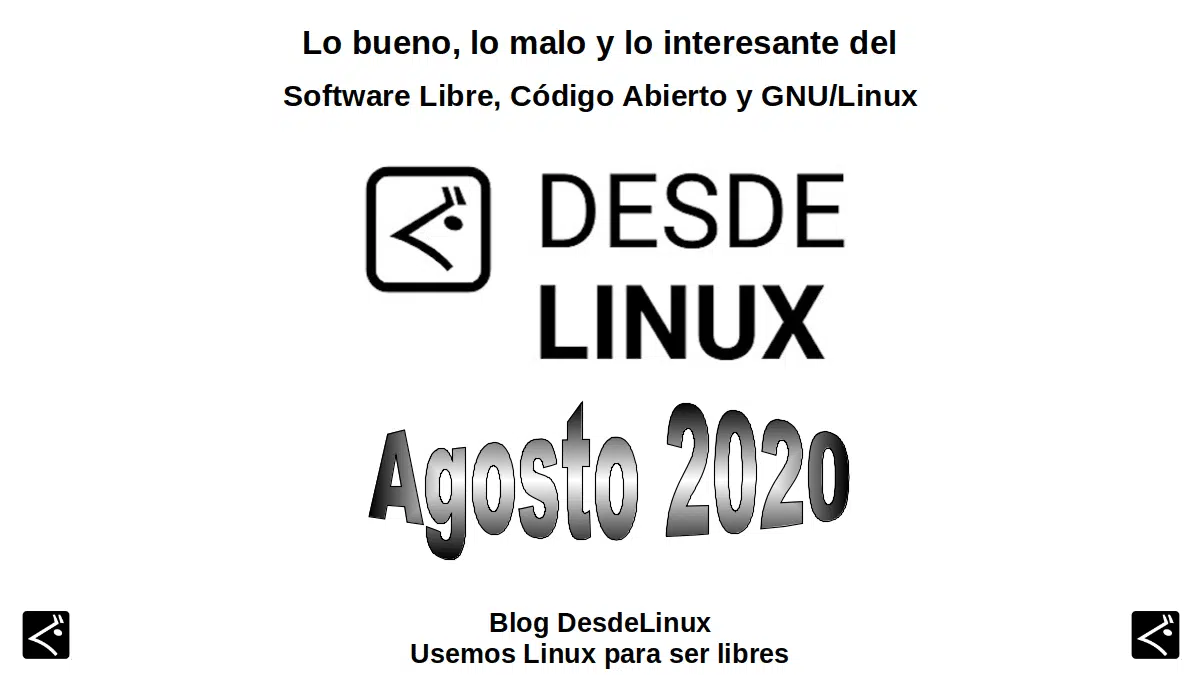 Lo bueno, lo malo y lo interesante del
Software Libre, Código Abierto y GNU/Linux
DESDE
LINUX
Agosto 2020
Blog DesdeLinux
Usemos Linux para ser libres